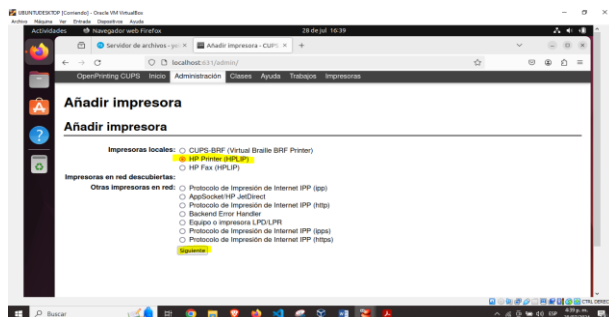 UBUNTUDESKTOP [Corriendo] - Oracle VM VirtualBox
Archivo Máquina Ver Entrada Dispositivos Ayuda
Actividades Navegador web Firefox 28 de jul 16:39
Servidor de archivos - Añadir impresora - CUPS
localhost:631/admin/
OpenPrinting CUPS Inicio Administración Clases Ayuda Trabajos Impresoras
Añadir impresora
Añadir impresora
Impresoras locales: CUPS-BRF (Virtual Braille BRF Printer)
HP Printer (HPLIP)
HP Fax (HPLIP)
Impresoras en red descubiertas:
Otras impresoras en red: Protocolo de Impresión de Internet IPP (ipp)
AppSocket/HP JetDirect
Protocolo de Impresión de Internet IPP (http)
Backend Error Handler
Equipo o impresora LPD/LPR
Protocolo de Impresión de Internet IPP (ipps)
Protocolo de Impresión de Internet IPP (https)
Siguiente
Buscar ESP 4:39 p. m.